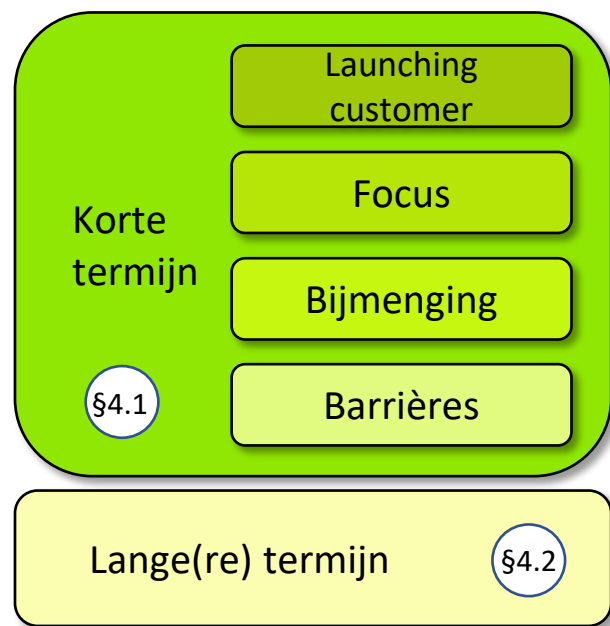 Launching
customer
Focus
Korte
termijn
Bijmenging
§4.1
Barrières
Lange(re) termijn
§4.2